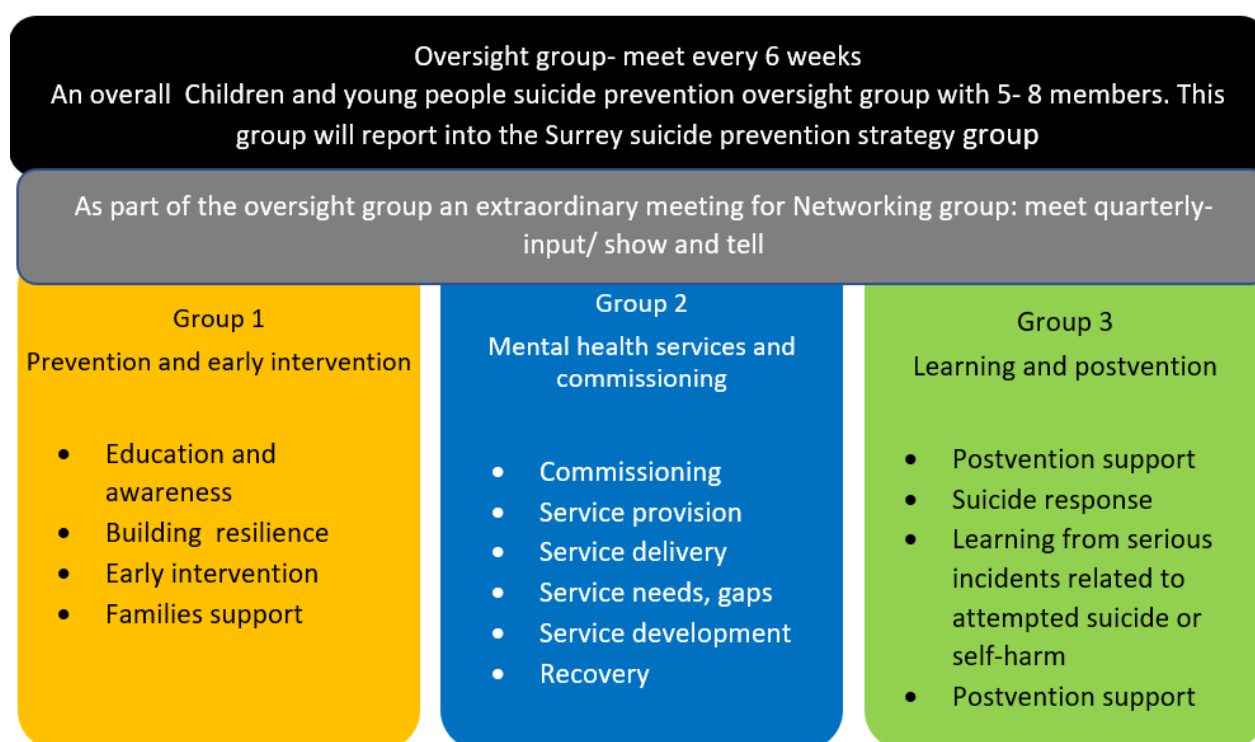 Oversight group- meet every 6 weeks
An overall Children and young people suicide prevention oversight group with 5- 8 members. This
group will report into the Surrey suicide prevention strategy group
As part of the oversight group an extraordinary meeting for Networking group: meet quarterly-
input/ show and tell
Group 1
Prevention and early intervention
• Education and
awareness
• Building resilience
• Early intervention
• Families support
Group 2
Mental health services and
commissioning
• Commissioning
• Service provision
• Service delivery
• Service needs, gaps
• Service development
• Recovery
Group 3
Learning and postvention
• Postvention support
• Suicide response
• Learning from serious
incidents related to
attempted suicide or
self-harm
• Postvention support